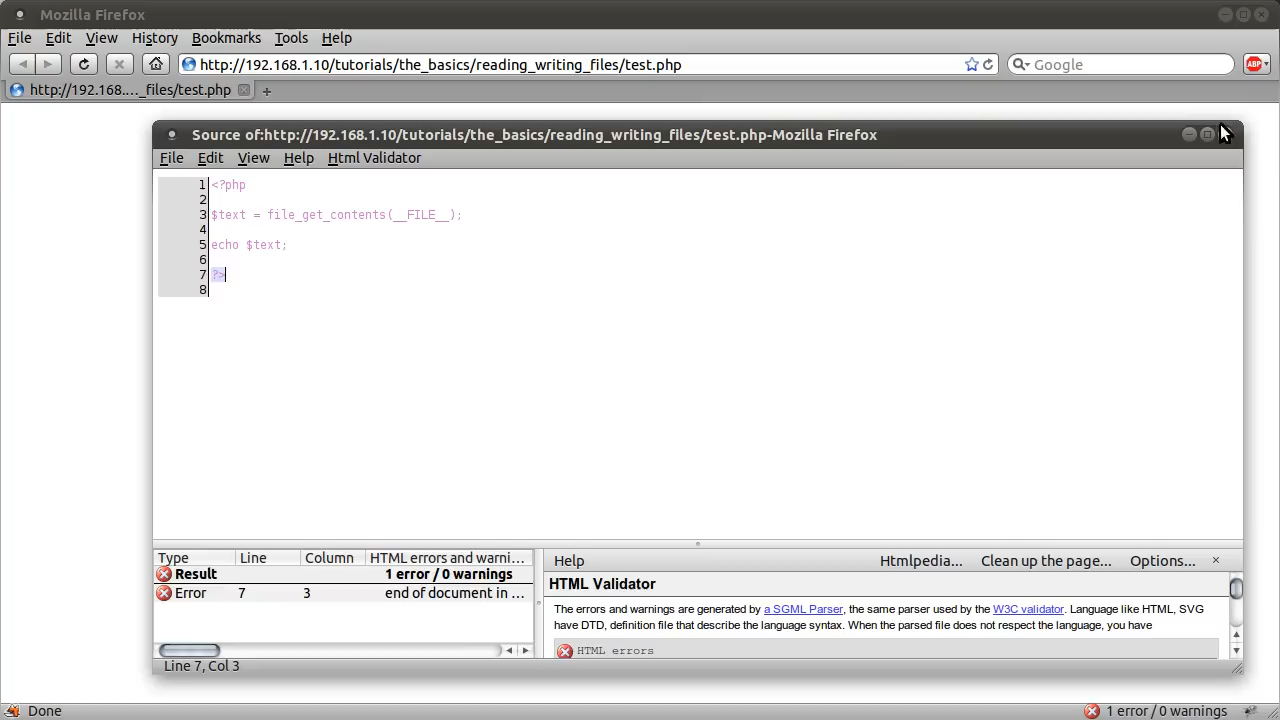 Mozilla Firefox
File Edit View History Bookmarks Tools Help
http://192.168.1.10/tutorials/the_basics/reading_writing_files/test.php
Google
ABP
http://192.168...._files/test.php
Source of:http://192.168.1.10/tutorials/the_basics/reading_writing_files/test.php-Mozilla Firefox
File Edit View Help Html Validator
1 <?php
2
3 $text = file_get_contents(__FILE__);
4
5 echo $text;
6
7 ?>
8
Type Line Column HTML errors and warni...
Result 1 error / 0 warnings
Error 7 3 end of document in ...
Help Htmlpedia... Clean up the page... Options...
HTML Validator
The errors and warnings are generated by a SGML Parser, the same parser used by the W3C validator. Language like HTML, SVG
have DTD, definition file that describe the language syntax. When the parsed file does not respect the language, you have
HTML errors
Line 7, Col 3
Done 1 error / 0 warnings